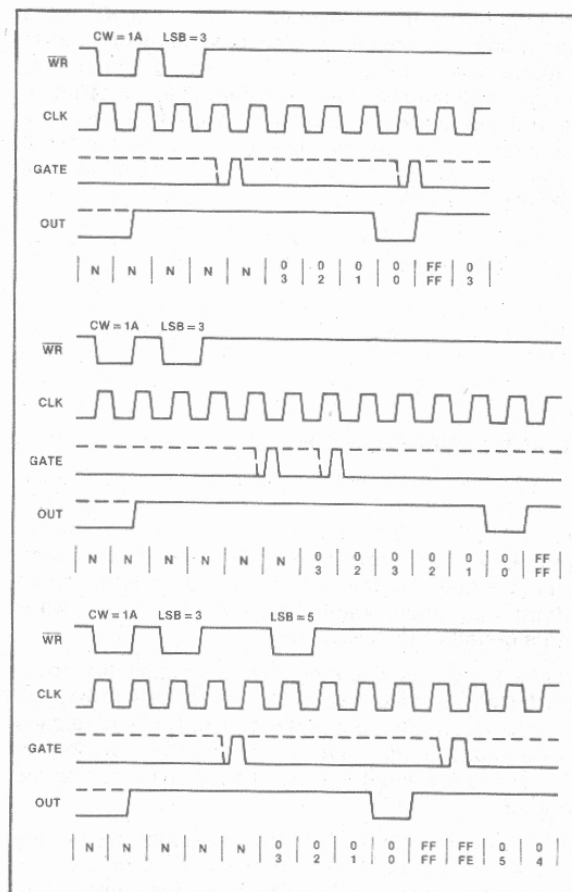 CW = 1A LSB = 3
WR
CLK
GATE
OUT
N N N N N 0 0 0 0 FF 0
3 2 1 0 FF 3
CW = 1A LSB = 3
WR
CLK
GATE
OUT
N N N N N N 0 0 0 0 0 0 FF
3 2 3 2 1 0 FF
CW = 1A LSB = 3 LSB = 5
WR
CLK
GATE
OUT
N N N N N 0 0 0 0 FF FF 0 0
3 2 1 0 FF FE 5 4